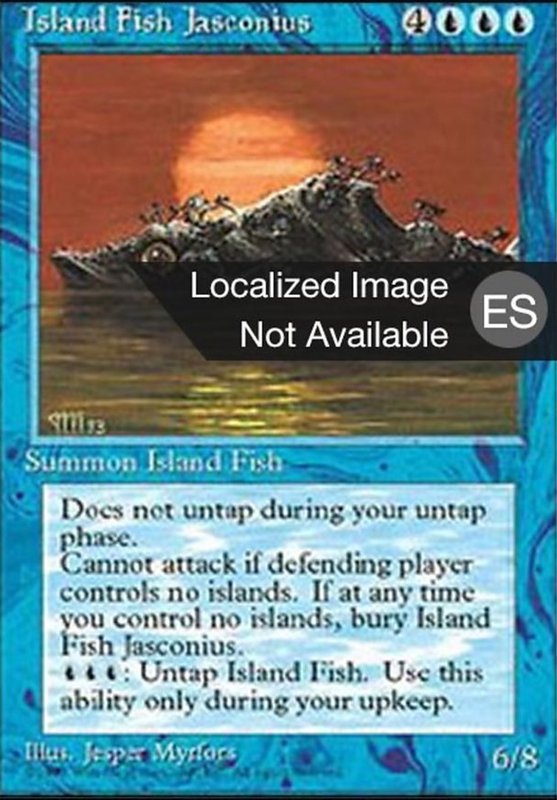 Island Fish Jasconius 4
Localized Image
Not Available
ES
Summon Island Fish
Does not untap during your untap
phase.
Cannot attack if defending player
controls no islands. If at any time
you control no islands, bury Island
Fish Jasconius.
: Untap Island Fish. Use this
ability only during your upkeep.
Illus. Jesper Myrfors
6/8